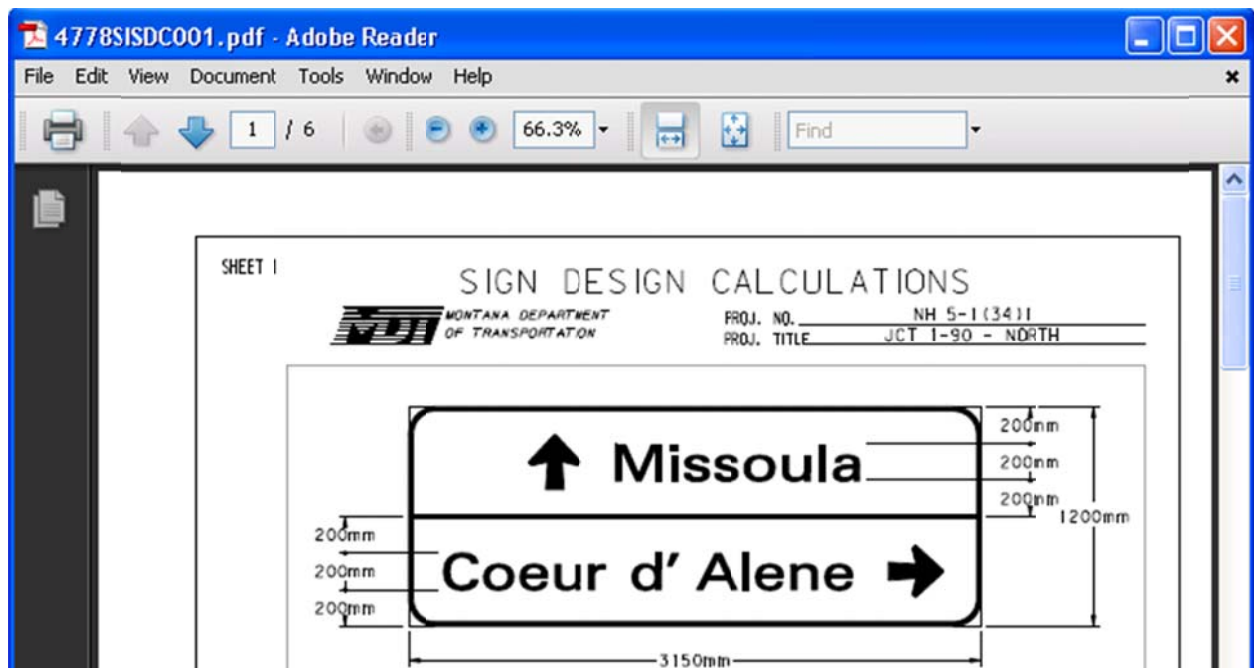 4778SISDC001.pdf - Adobe Reader
File Edit View Document Tools Window Help
1 / 6 66.3% Find
SHEET 1
SIGN DESIGN CALCULATIONS
MDT MONTANA DEPARTMENT
OF TRANSPORTATION
PROJ. NO. NH 5-1(34)1
PROJ. TITLE JCT 1-90 - NORTH
Missoula
200mm
200mm
200mm
1200mm
200mm
200mm
200mm
Coeur d' Alene
3150mm